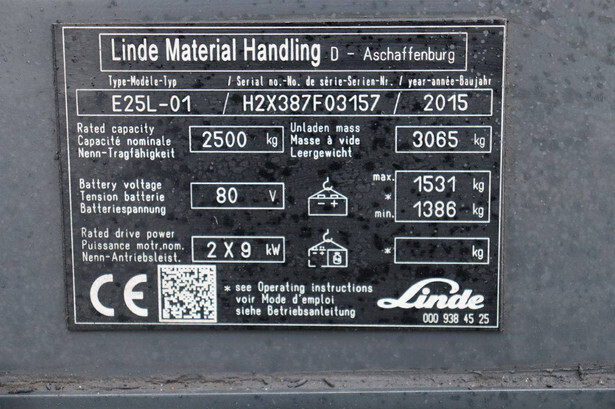 Linde Material Handling D - Aschaffenburg
Type-Modèle-Typ / Serial no.-No. de série-Serien-Nr. / year-année-Baujahr
E25L-01 / H2X387F03157 / 2015
Rated capacity
Capacité nominale
Nenn-Tragfähigkeit
2500 kg
Unladen mass
Masse à vide
Leergewicht
3065 kg
Battery voltage
Tension batterie
Batteriespannung
80 V
max. 1531 kg
*
min. 1386 kg
Rated drive power
Puissance motr.nom.
Nenn-Antriebsleist.
2 X 9 kW
* kg
CE
* see Operating instructions
voir Mode d'emploi
siehe Betriebsanleitung
Linde
000 938 45 25